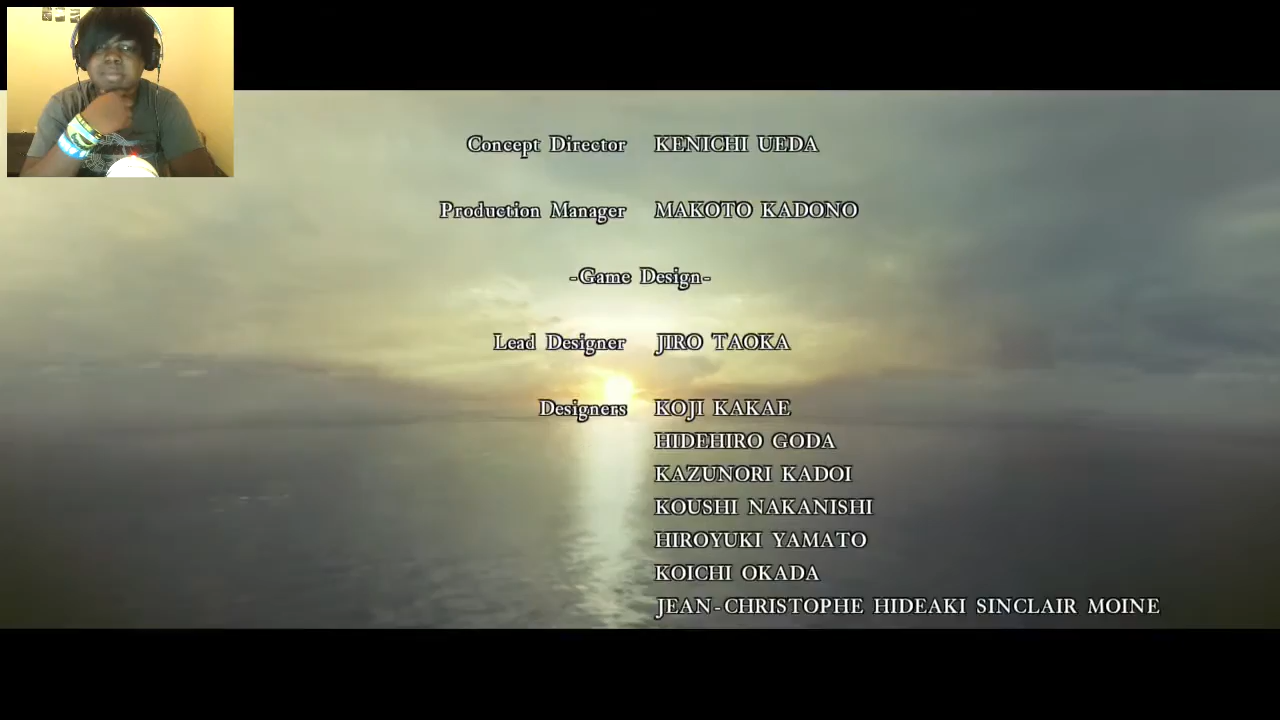 Concept Director KENICHI UEDA
Production Manager MAKOTO KADONO
-Game Design-
Lead Designer JIRO TAOKA
Designers KOJI KAKAE
HIDEHIRO GODA
KAZUNORI KADOI
KOUSHI NAKANISHI
HIROYUKI YAMATO
KOICHI OKADA
JEAN-CHRISTOPHE HIDEAKI SINCLAIR MOINE